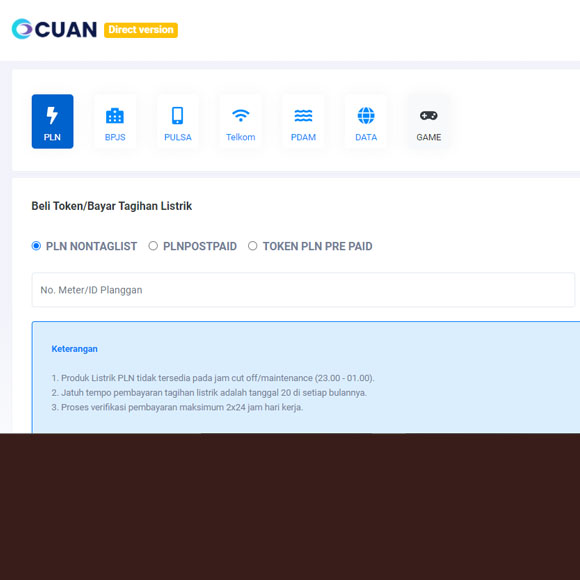 CUAN Direct version
PLN BPJS PULSA Telkom PDAM DATA GAME
Beli Token/Bayar Tagihan Listrik
PLN NONTAGLIST PLNPOSTPAID TOKEN PLN PRE PAID
No. Meter/ID Planggan
Keterangan
1. Produk Listrik PLN tidak tersedia pada jam cut off/maintenance (23.00 - 01.00).
2. Jatuh tempo pembayaran tagihan listrik adalah tanggal 20 di setiap bulannya.
3. Proses verifikasi pembayaran maksimum 2x24 jam hari kerja.